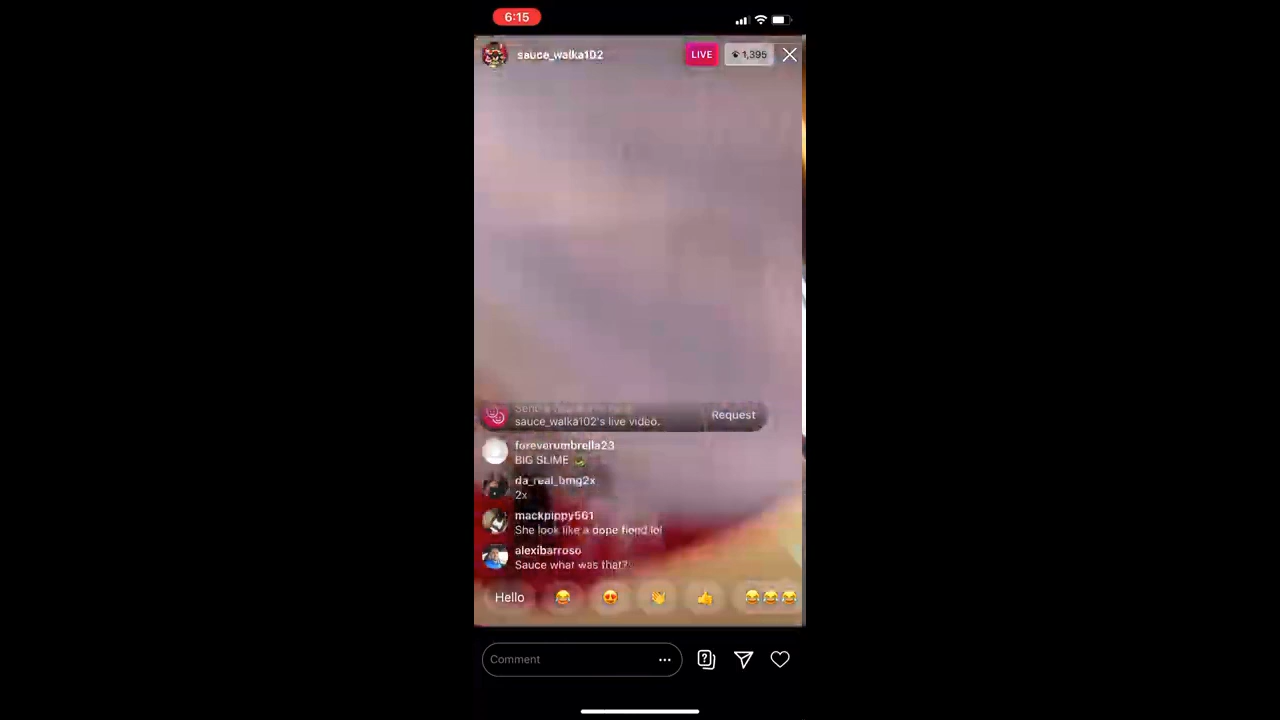 6:15
sauce_walka102
LIVE
1,395
sauce_walka102's live video.
Request
foreverumbrella23
BIG SLIME
da_real_bmg2x
2x
mackpippy561
She look like a dope fiend lol
alexibarroso
Sauce what was that?
Hello
Comment